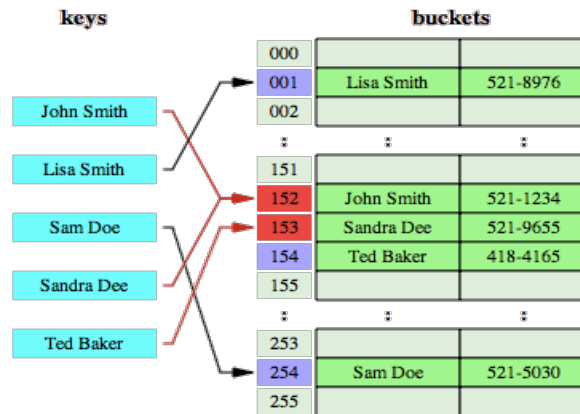 keys
buckets
John Smith
Lisa Smith
Sam Doe
Sandra Dee
Ted Baker
000
001 Lisa Smith 521-8976
002
:
: :
151
152 John Smith 521-1234
153 Sandra Dee 521-9655
154 Ted Baker 418-4165
155
: : :
253
254 Sam Doe 521-5030
255